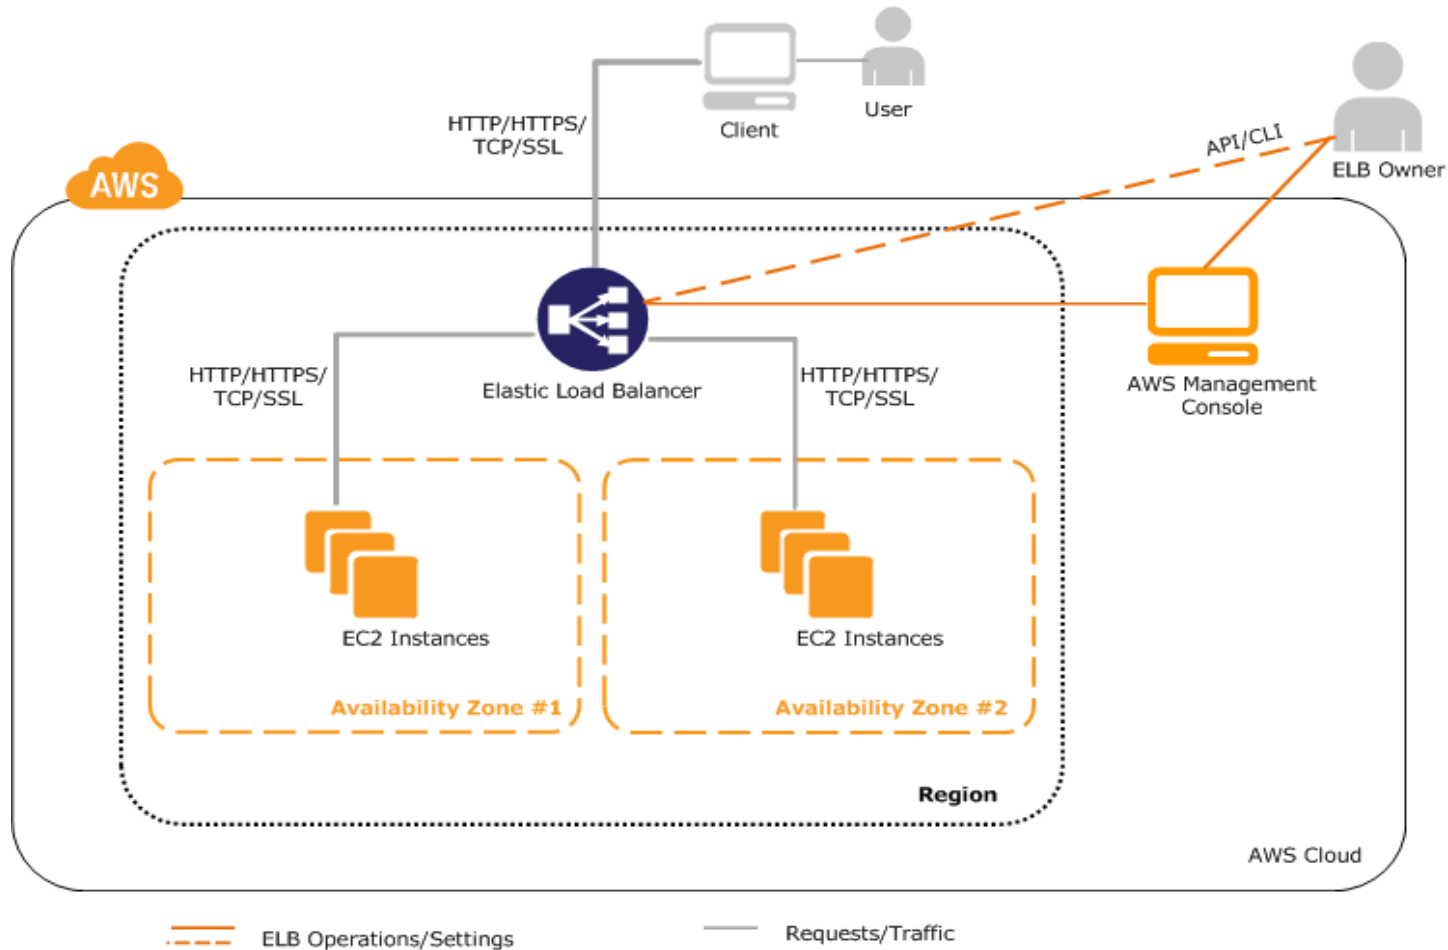 User
Client
HTTP/HTTPS/
TCP/SSL
API/CLI
ELB Owner
AWS
Elastic Load Balancer
HTTP/HTTPS/
TCP/SSL
HTTP/HTTPS/
TCP/SSL
AWS Management
Console
EC2 Instances
EC2 Instances
Availability Zone #1
Availability Zone #2
Region
AWS Cloud
ELB Operations/Settings
Requests/Traffic